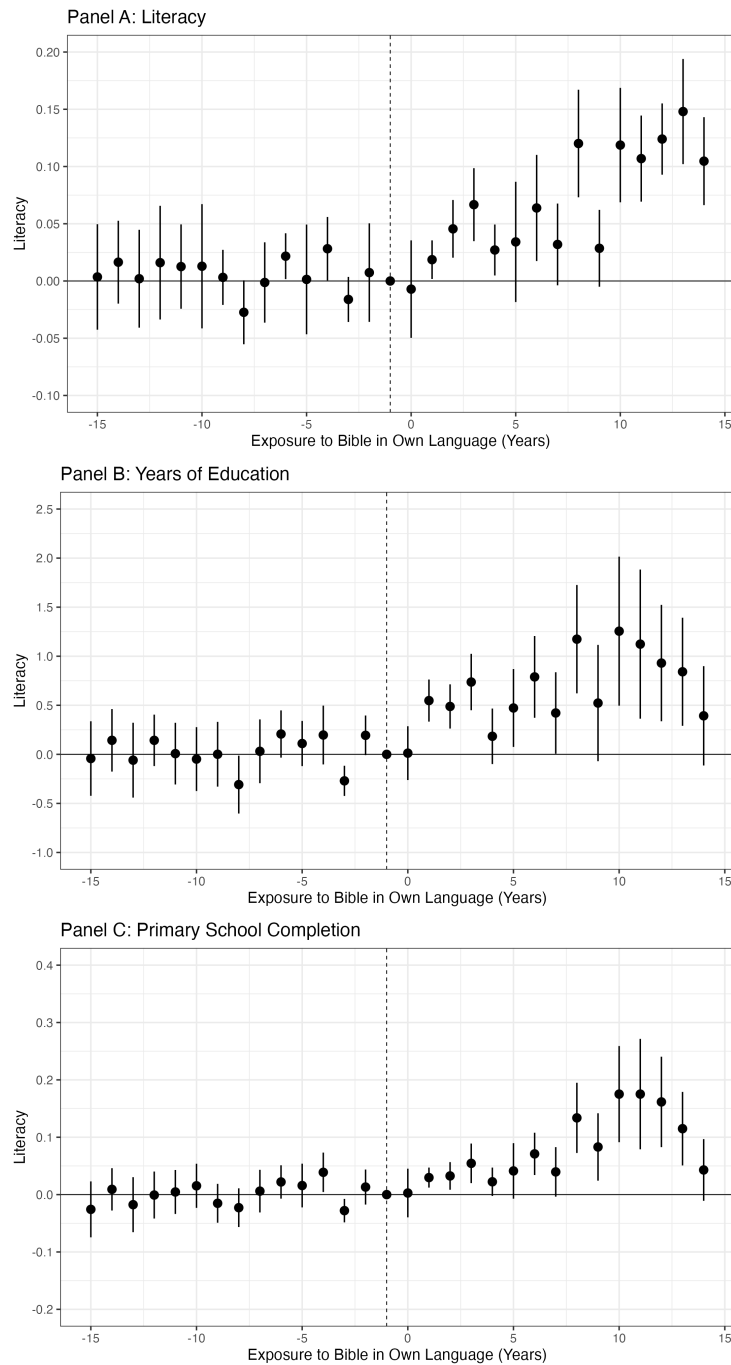 Panel A: Literacy
0.20
0.15
0.10
0.05
0.00
-0.05
-0.10
Literacy
-15 -10 -5 0 5 10 15
Exposure to Bible in Own Language (Years)
Panel B: Years of Education
2.5
2.0
1.5
1.0
0.5
0.0
-0.5
-1.0
Literacy
-15 -10 -5 0 5 10 15
Exposure to Bible in Own Language (Years)
Panel C: Primary School Completion
0.4
0.3
0.2
0.1
0.0
-0.1
-0.2
Literacy
-15 -10 -5 0 5 10 15
Exposure to Bible in Own Language (Years)